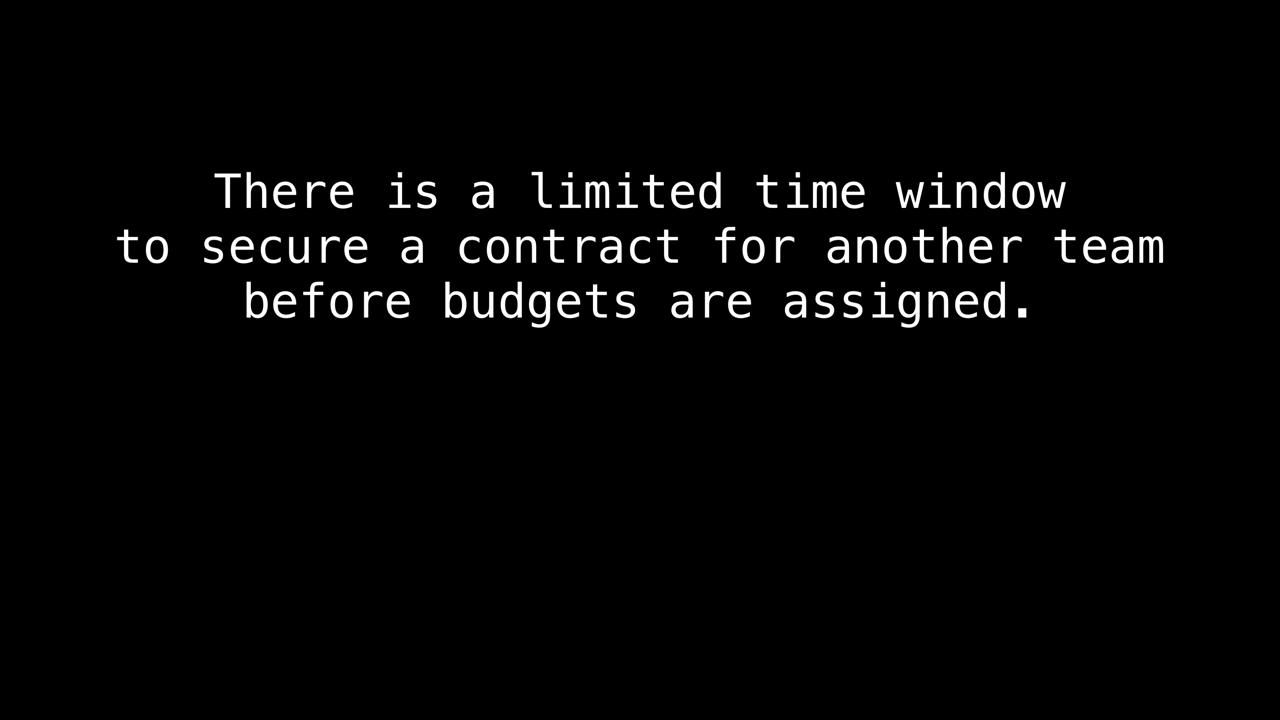 There is a limited time window
to secure a contract for another team
before budgets are assigned.